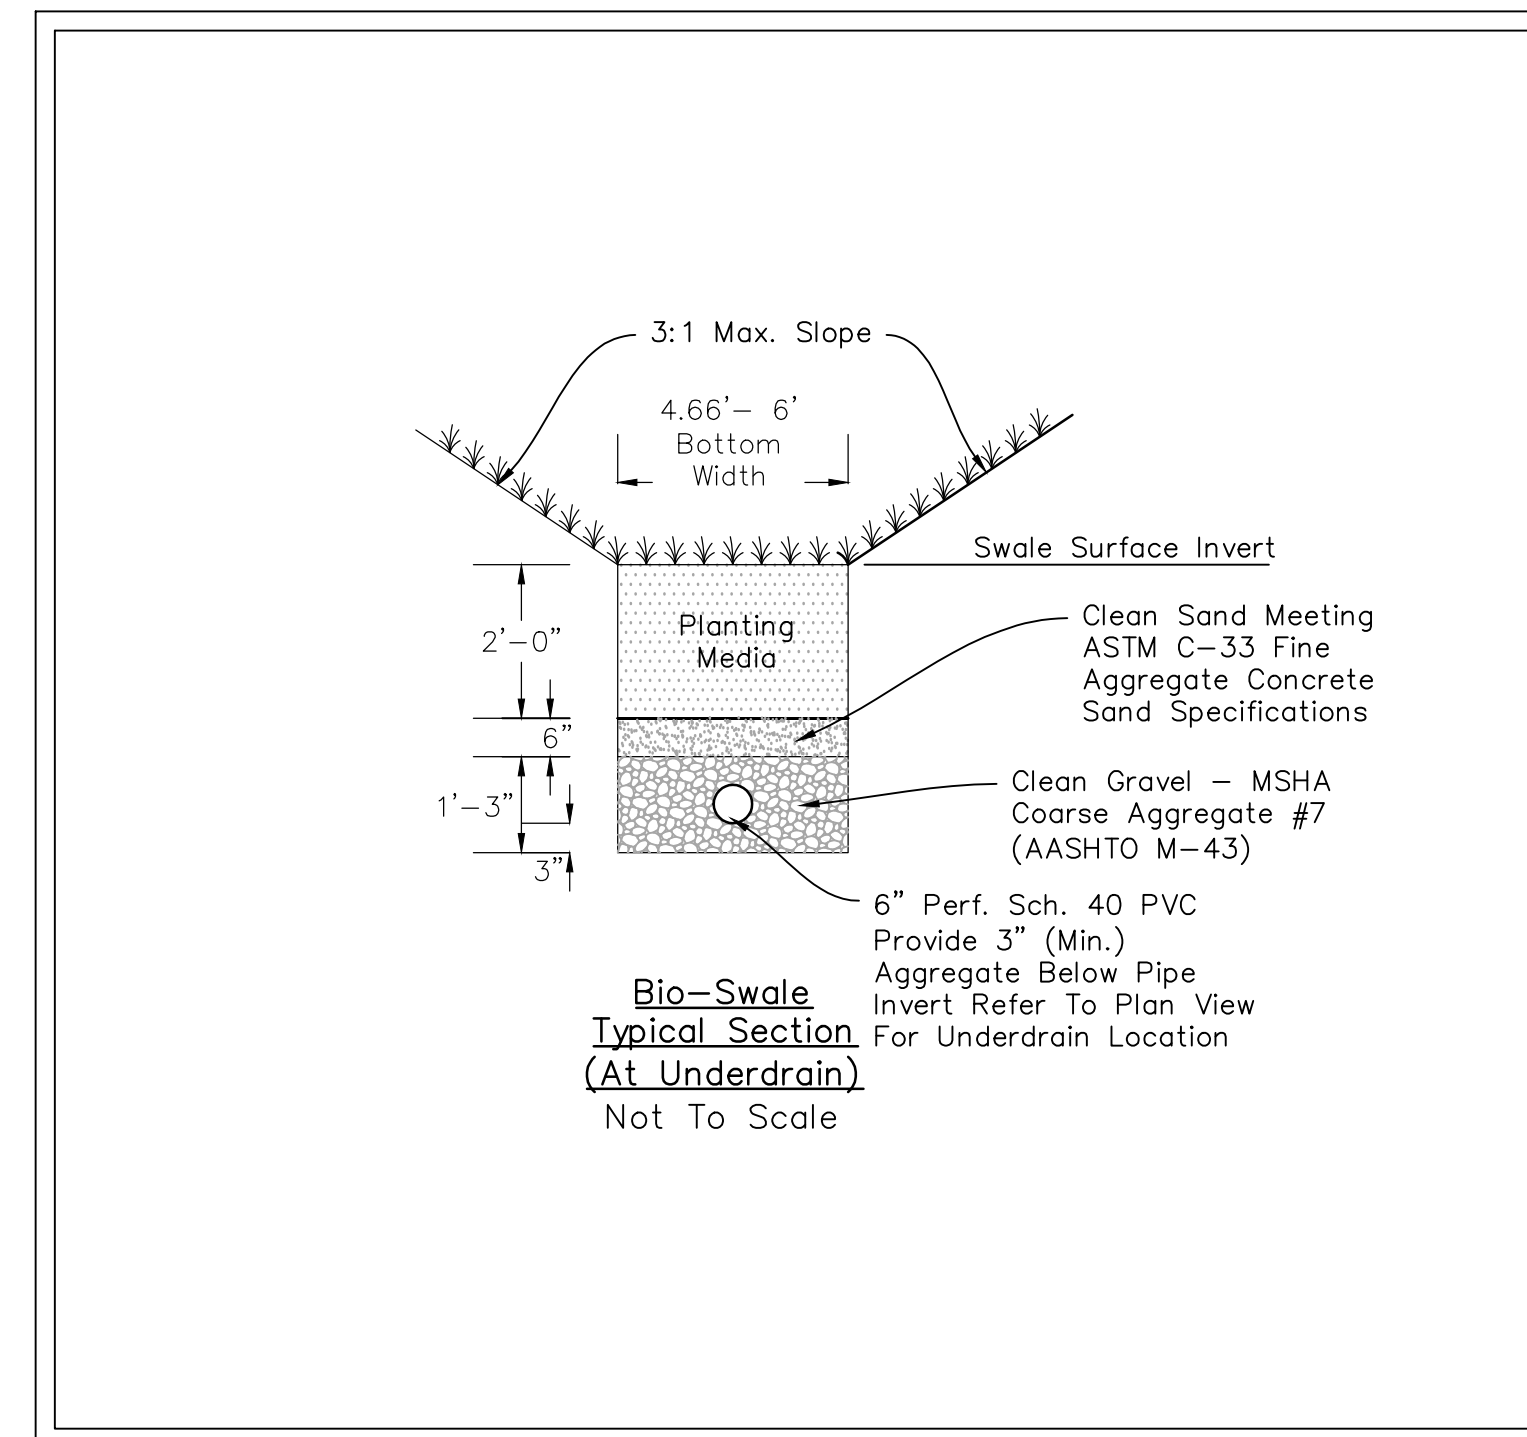 3:1 Max. Slope
4.66'– 6'
Bottom
Width
Swale Surface Invert
Planting
Media
2'–0"
6"
1'–3"
3"
Clean Sand Meeting
ASTM C–33 Fine
Aggregate Concrete
Sand Specifications
Clean Gravel – MSHA
Coarse Aggregate #7
(AASHTO M–43)
6" Perf. Sch. 40 PVC
Provide 3" (Min.)
Aggregate Below Pipe
Invert Refer To Plan View
For Underdrain Location
Bio–Swale
Typical Section
(At Underdrain)
Not To Scale